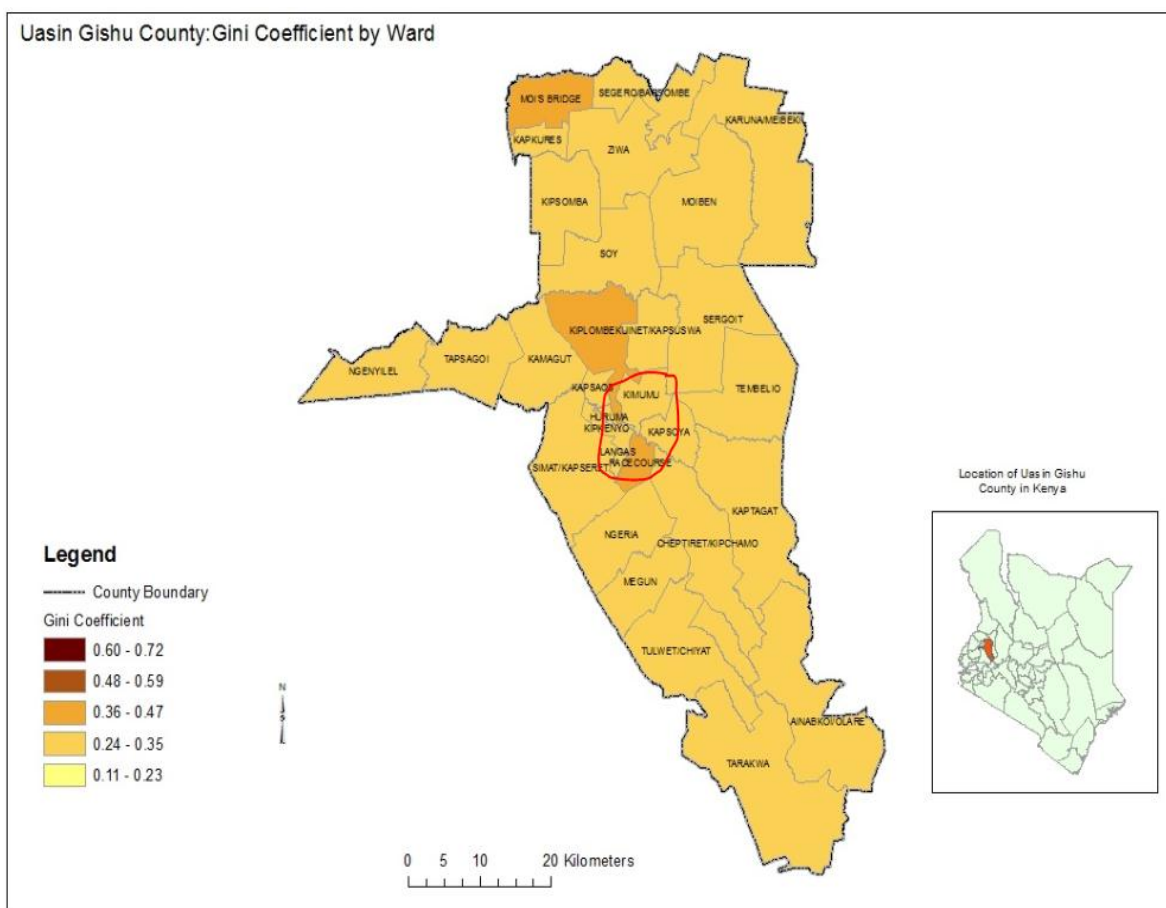 Uasin Gishu County:Gini Coefficient by Ward
MOI'S BRIDGE
SEGERO/BARSOMBE
KARUNA/MEIBEKI
KAPKURES
ZIWA
KIPSOMBA
MOIBEN
SOY
SERGOIT
KIPLOMBE
KUINET/KAPSUSWA
NGENYILEL
TAPSAGOI
KAMAGUT
TEMBELIO
KAPSAOS
KIMUMU
HURUMA
KIPKENYO
KAPSOYA
LANGAS
RACECOURSE
SIMAT/KAPSERET
KAPTAGAT
NGERIA
CHEPTIRET/KIPCHAMO
MEGUN
TULWET/CHIYAT
AINABKOI/OLARE
TARAKWA
Location of Uasin Gishu
County in Kenya
Legend
County Boundary
Gini Coefficient
0.60 - 0.72
0.48 - 0.59
0.36 - 0.47
0.24 - 0.35
0.11 - 0.23
N
0 5 10 20 Kilometers